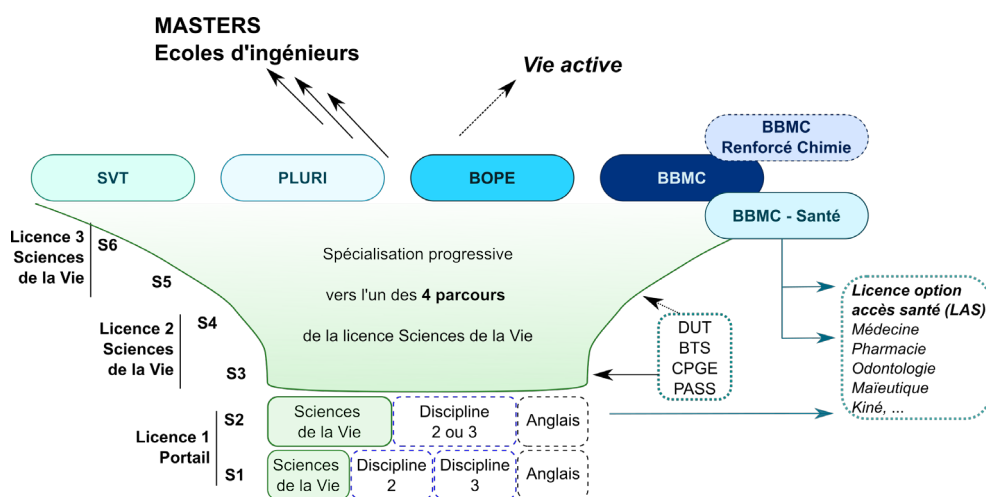 MASTERS
Ecoles d'ingénieurs
Vie active
BBMC
Renforcé Chimie
SVT
PLURI
BOPE
BBMC
BBMC - Santé
Licence 3
Sciences
de la Vie
S6
S5
Spécialisation progressive
vers l'un des 4 parcours
de la licence Sciences de la Vie
Licence 2
Sciences
de la Vie
S4
S3
DUT
BTS
CPGE
PASS
Licence option
accès santé (LAS)
Médecine
Pharmacie
Odontologie
Maïeutique
Kiné, ...
Licence 1
Portail
S2
Sciences
de la Vie
Discipline
2 ou 3
Anglais
S1
Sciences
de la Vie
Discipline
2
Discipline
3
Anglais